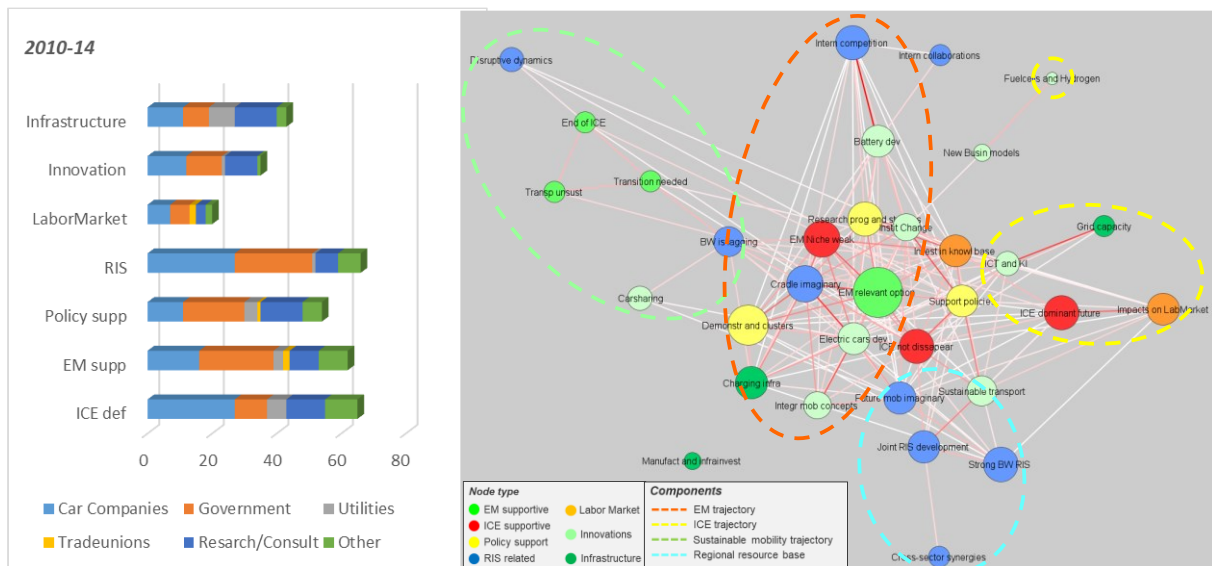 2010-14
Infrastructure
Innovation
LaborMarket
RIS
Policy supp
EM supp
ICE def
0 20 40 60 80
Car Companies Government Utilities
Tradeunions Resarch/Consult Other
Intern competition
Intern collaborations
Disruptive dynamics
Fuelcells and Hydrogen
End of ICE
Battery dev
New Busin models
Transition needed
Transp unsust
Research prog and
Instit Change
Grid capacity
EM Niche weak
BW is lagging
Invest in knowl base
ICT and KI
Cradle imaginary
EM relevant option
Support policie
Carsharing
ICE dominant future
Impacts on LabMarket
Demonstr and clusters
Electric cars dev
ICE not dissapear
Charging infra
Sustainable transport
Future mob imaginary
Integr mob concepts
Joint RIS development
Manufact and infrainvest
Strong BW RIS
Cross-sector synergies
Node type
EM supportive
ICE supportive
Policy support
RIS related
Labor Market
Innovations
Infrastructure
Components
EM trajectory
ICE trajectory
Sustainable mobility trajectory
Regional resource base